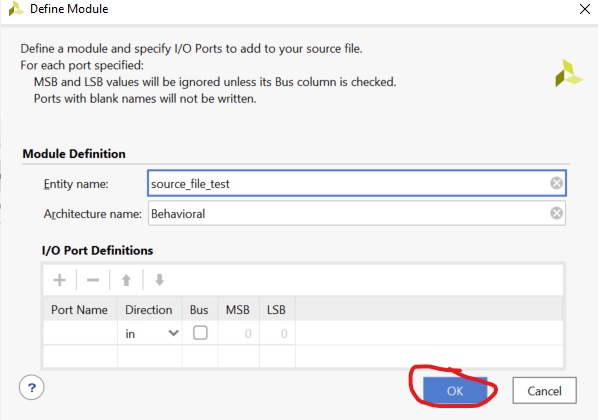 Define Module
Define a module and specify I/O Ports to add to your source file.
For each port specified:
MSB and LSB values will be ignored unless its Bus column is checked.
Ports with blank names will not be written.
Module Definition
Entity name: source_file_test
Architecture name: Behavioral
I/O Port Definitions
Port Name Direction Bus MSB LSB
in 0 0
? OK Cancel